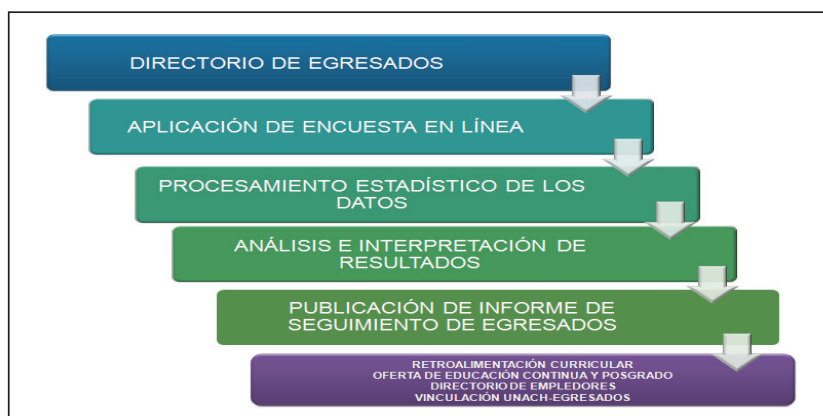 DIRECTORIO DE EGRESADOS
APLICACIÓN DE ENCUESTA EN LÍNEA
PROCESAMIENTO ESTADÍSTICO DE LOS
DATOS
ANÁLISIS E INTERPRETACIÓN DE
RESULTADOS
PUBLICACIÓN DE INFORME DE
SEGUIMIENTO DE EGRESADOS
RETROALIMENTACIÓN CURRICULAR
OFERTA DE EDUCACIÓN CONTINUA Y POSGRADO
DIRECTORIO DE EMPLEDORES
VINCULACIÓN UNACH-EGRESADOS